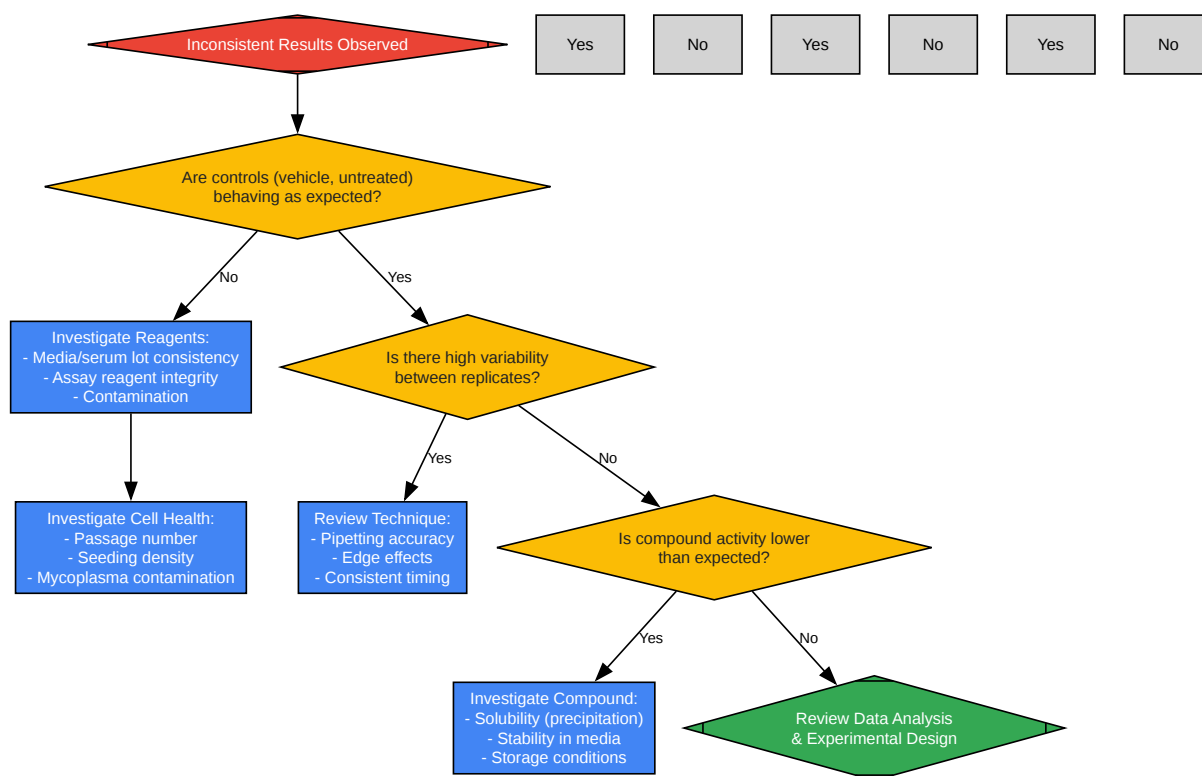 Inconsistent Results Observed
Yes
No
Yes
No
Yes
No
Are controls (vehicle, untreated)
behaving as expected?
No
Yes
Investigate Reagents:
- Media/serum lot consistency
- Assay reagent integrity
- Contamination
Is there high variability
between replicates?
Yes
No
Investigate Cell Health:
- Passage number
- Seeding density
- Mycoplasma contamination
Review Technique:
- Pipetting accuracy
- Edge effects
- Consistent timing
Is compound activity lower
than expected?
Yes
No
Investigate Compound:
- Solubility (precipitation)
- Stability in media
- Storage conditions
Review Data Analysis
& Experimental Design